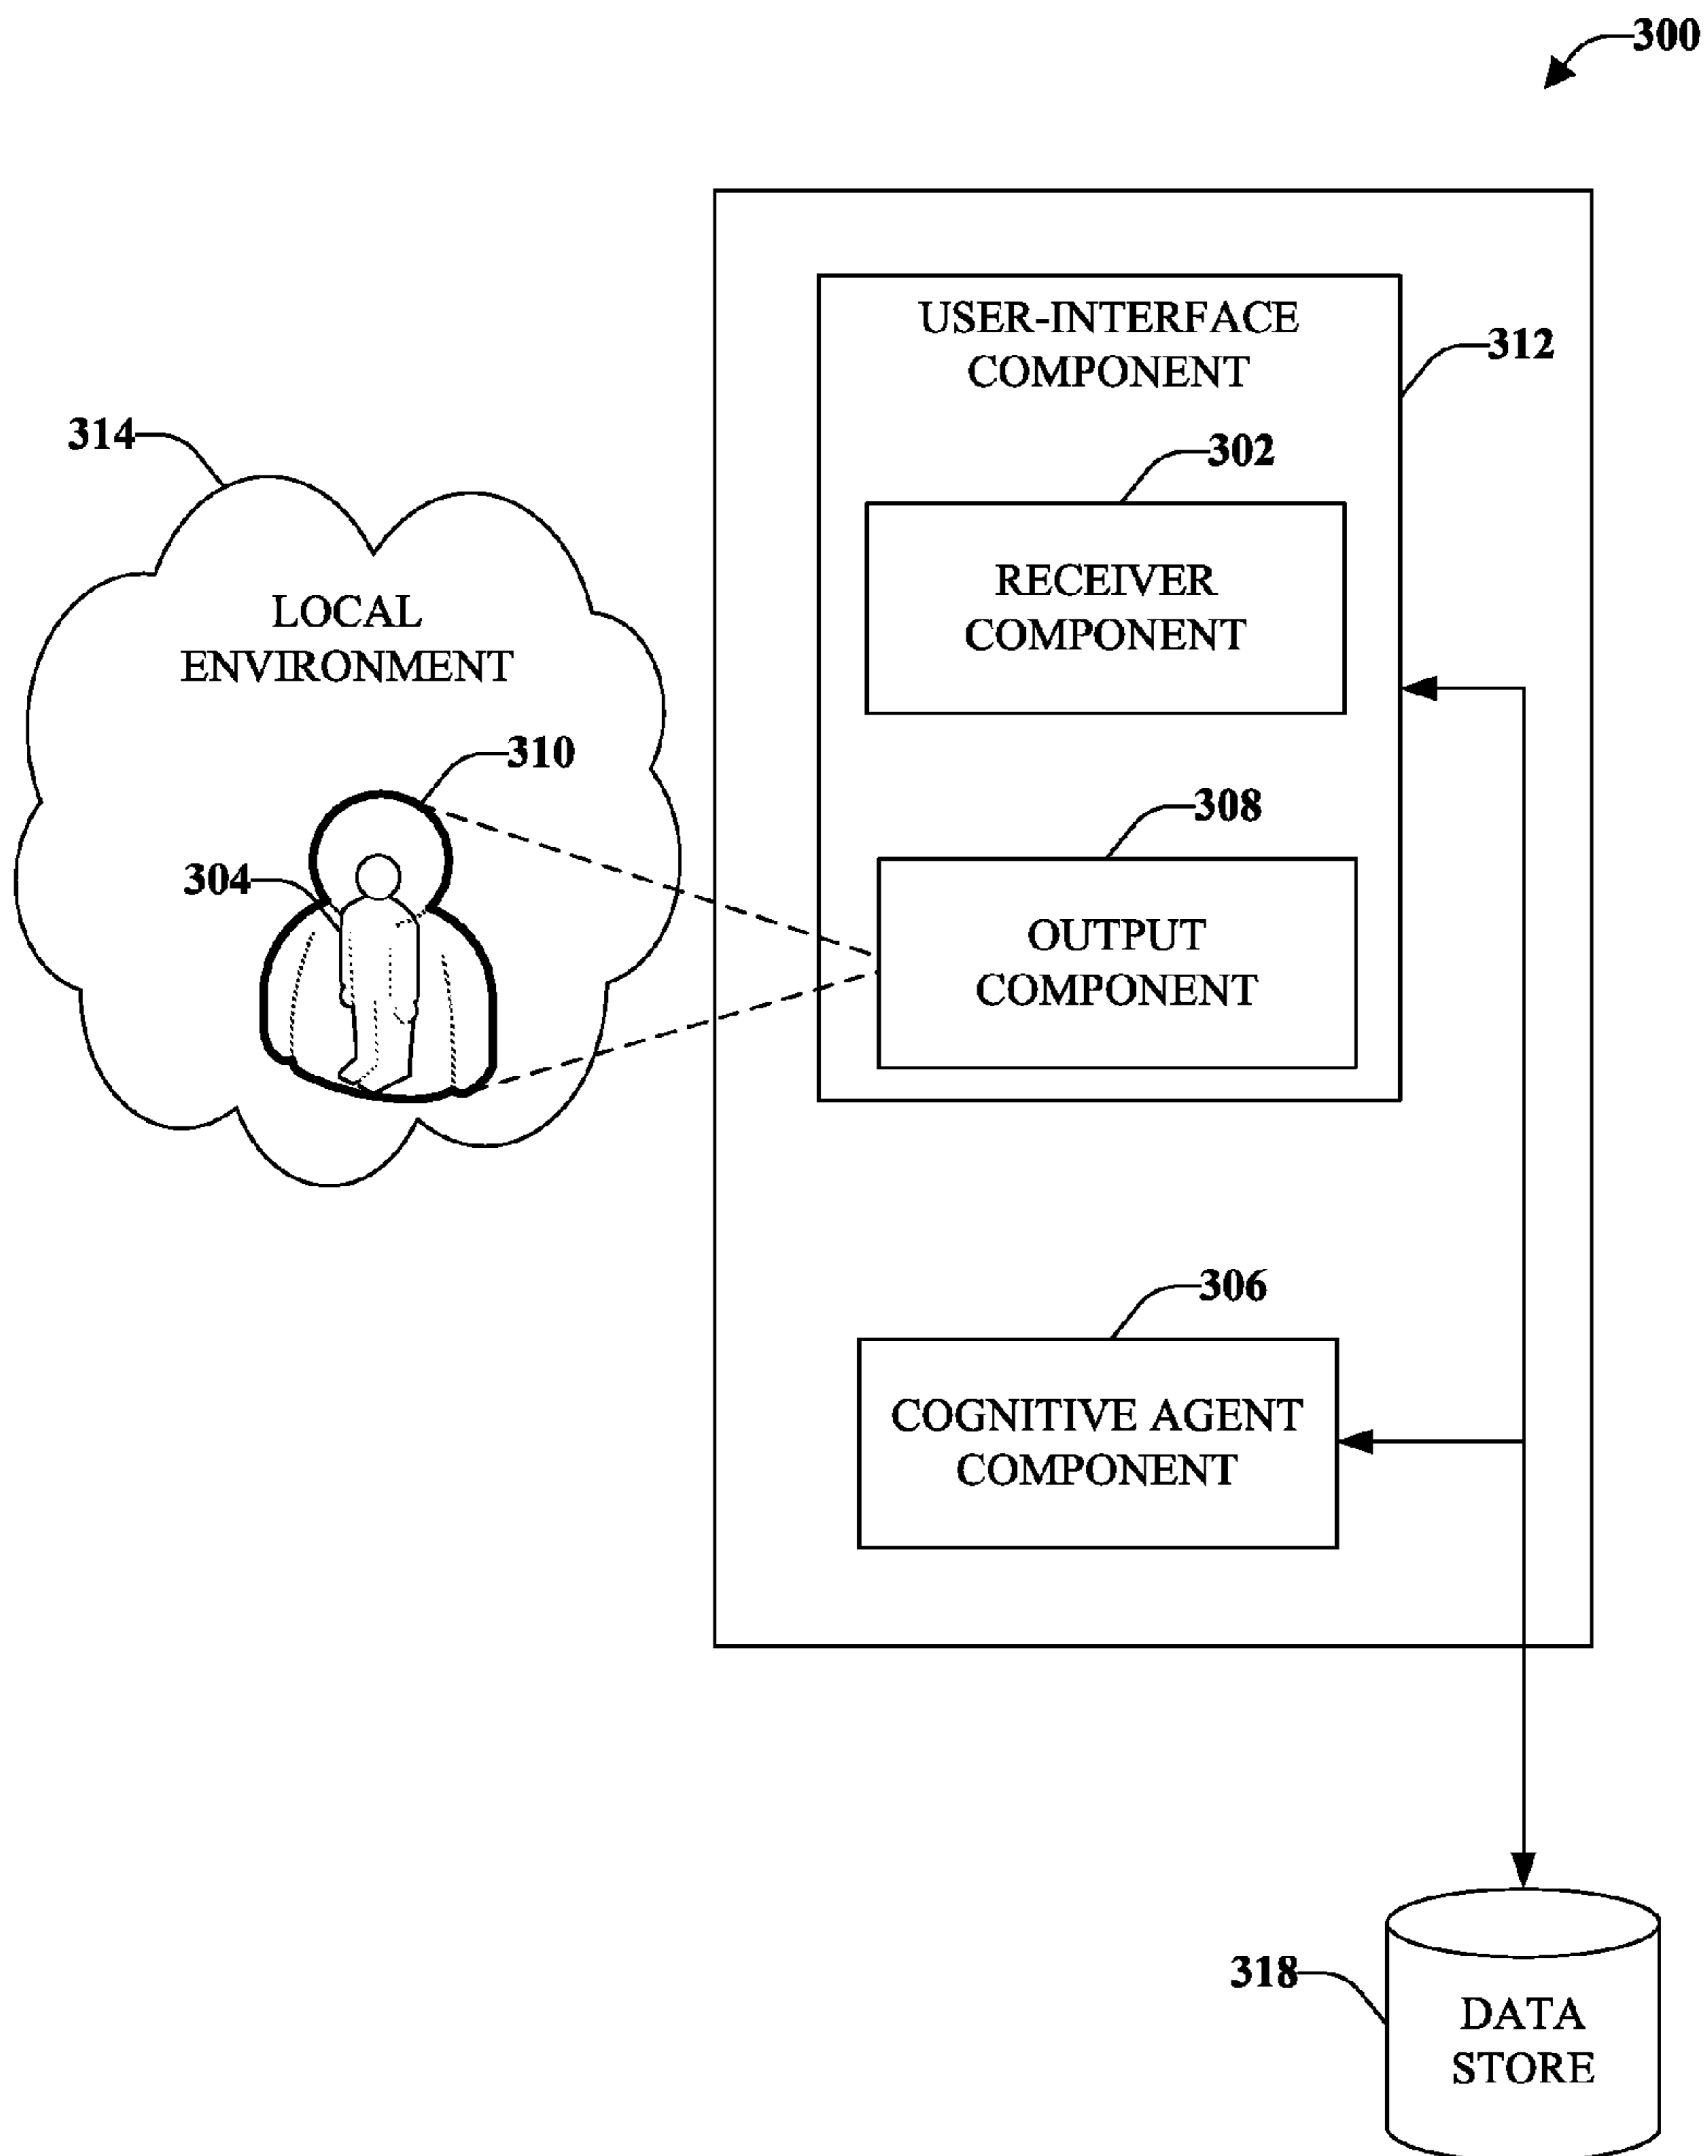 300
USER-INTERFACE
COMPONENT
312
314
302
RECEIVER
COMPONENT
LOCAL
ENVIRONMENT
310
308
304
OUTPUT
COMPONENT
306
COGNITIVE AGENT
COMPONENT
318
DATA
STORE